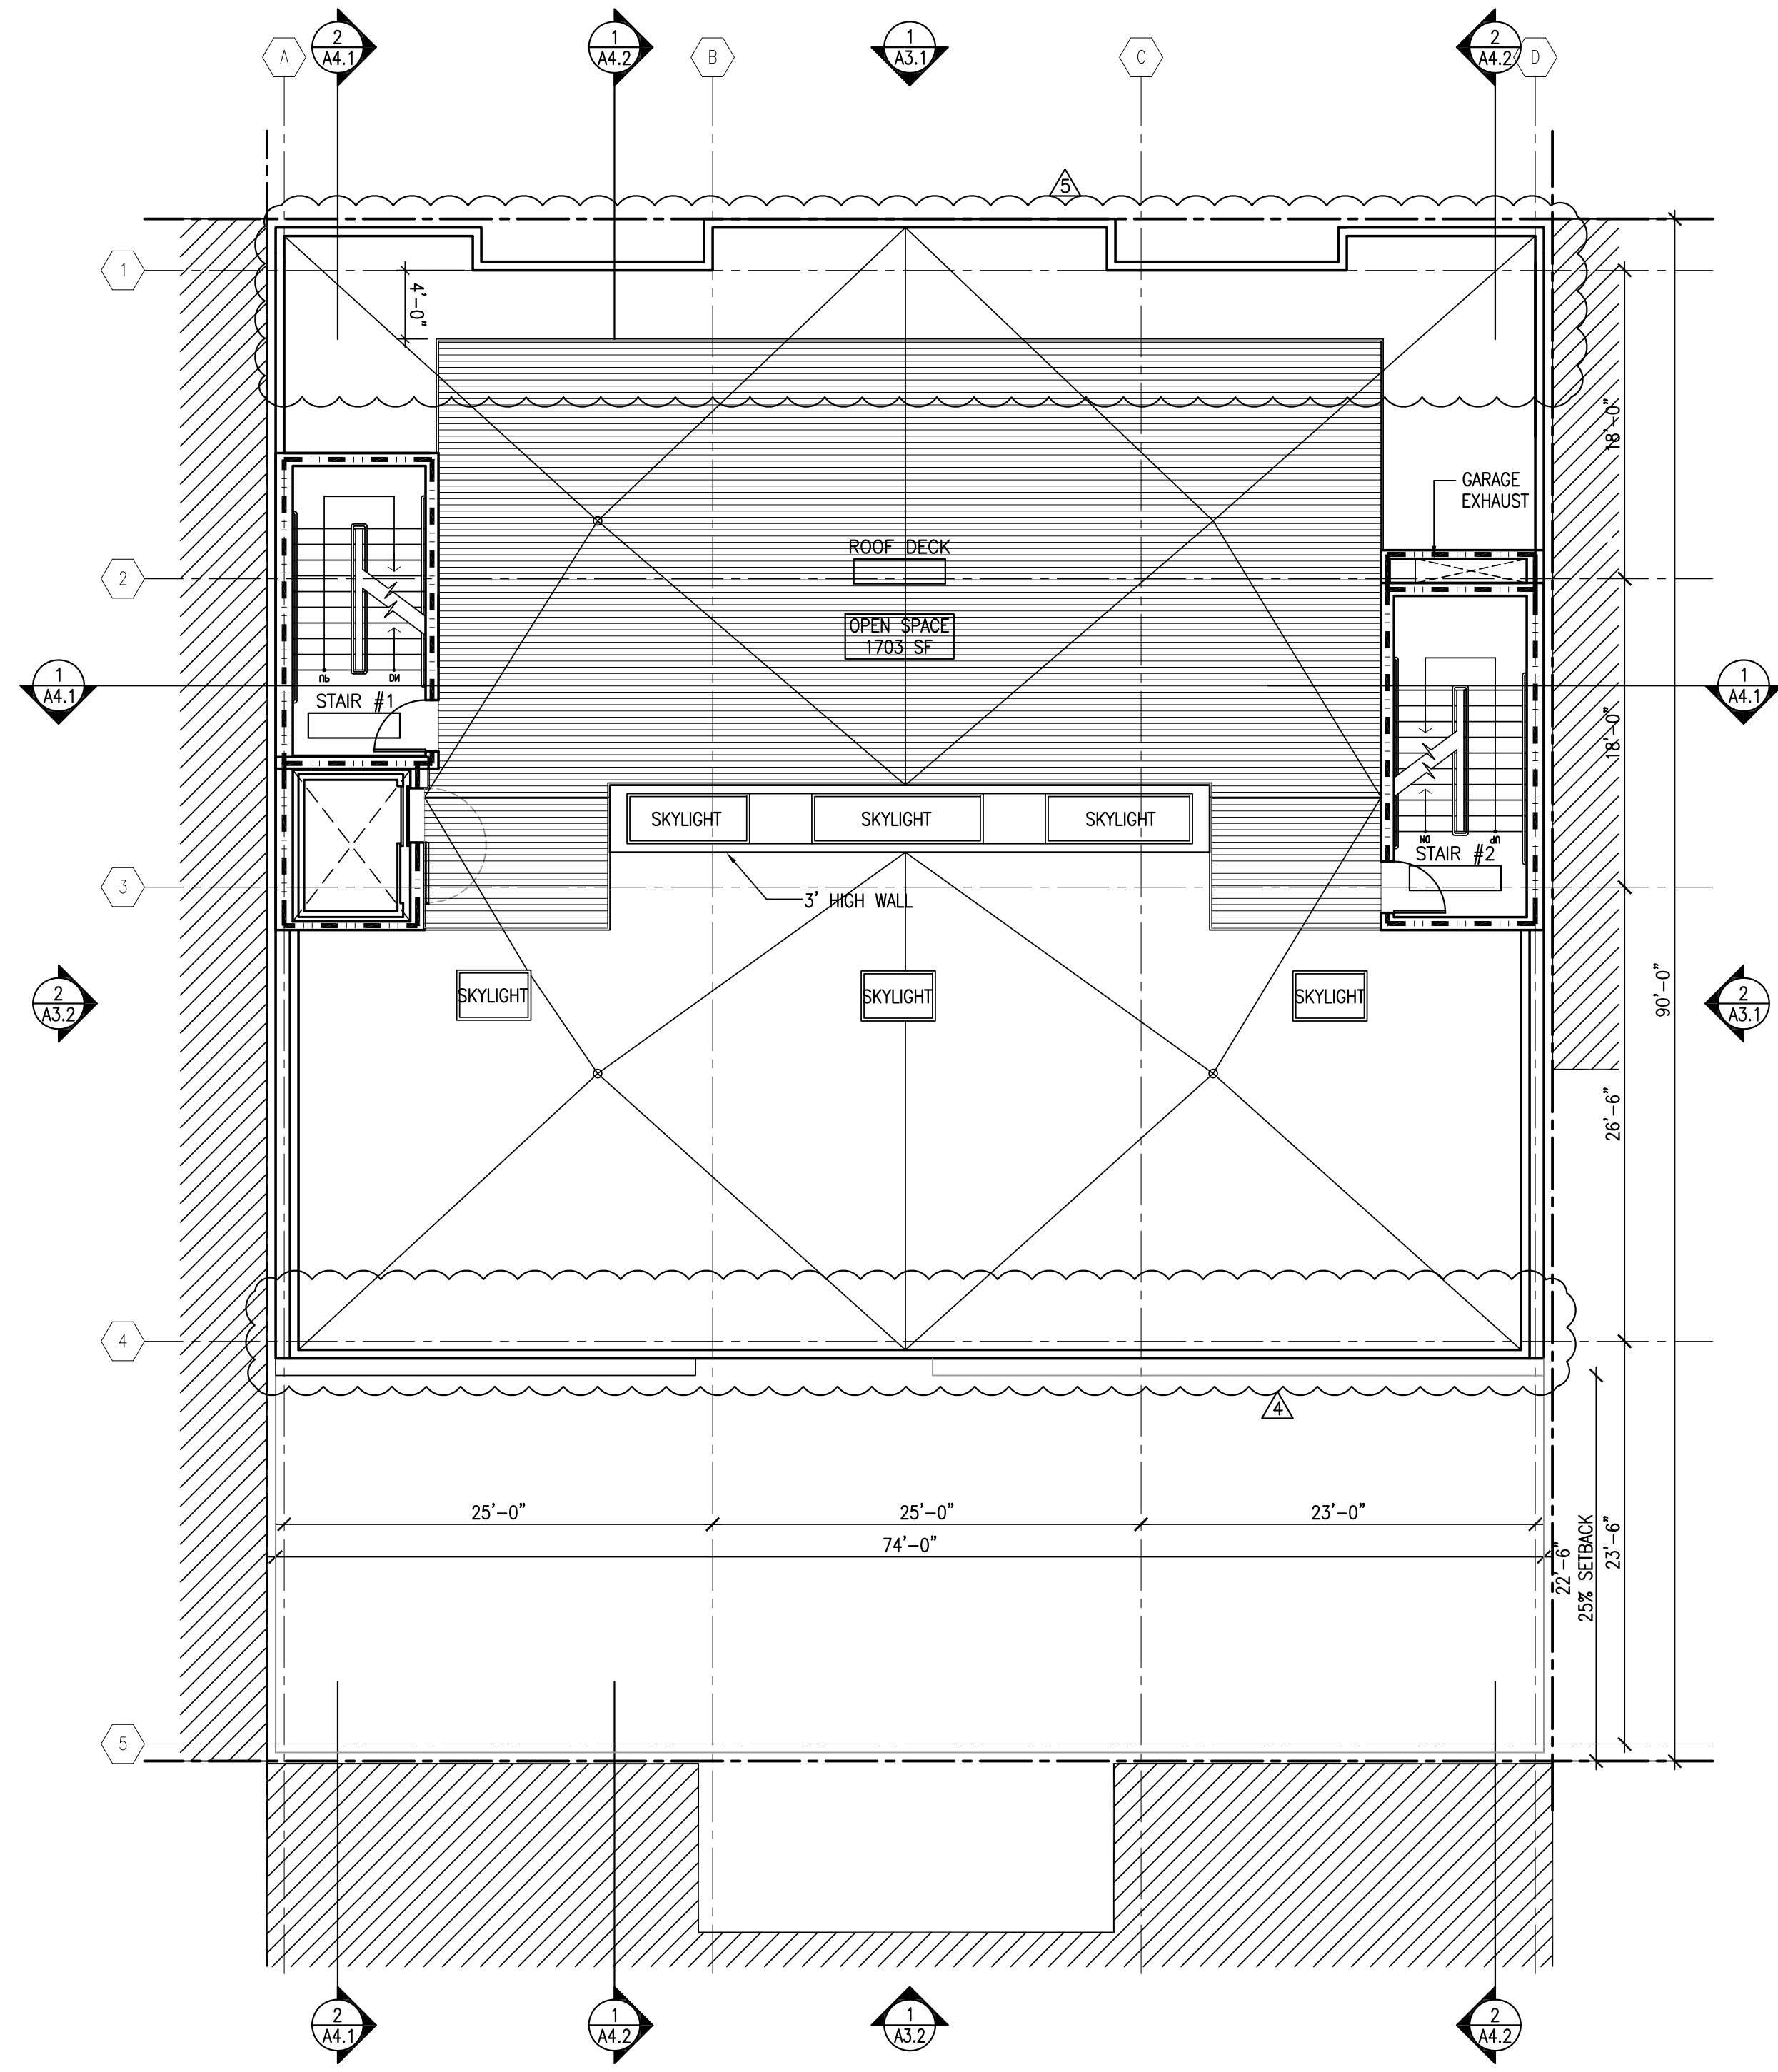 2
A4.1
1
A4.2
1
A3.1
2
A4.2
A
B
C
D
5
1
4'-0"
18'-0"
GARAGE
EXHAUST
ROOF DECK
2
OPEN SPACE
1703 SF
UP
DN
STAIR #1
1
A4.1
1
A4.1
18'-0"
SKYLIGHT
SKYLIGHT
SKYLIGHT
DN
UP
STAIR #2
3
3' HIGH WALL
2
A3.2
SKYLIGHT
SKYLIGHT
SKYLIGHT
90'-0"
2
A3.1
26'-6"
4
4
25'-0"
25'-0"
23'-0"
74'-0"
22'-6"
25% SETBACK
23'-6"
5
2
A4.1
1
A4.2
1
A3.2
2
A4.2